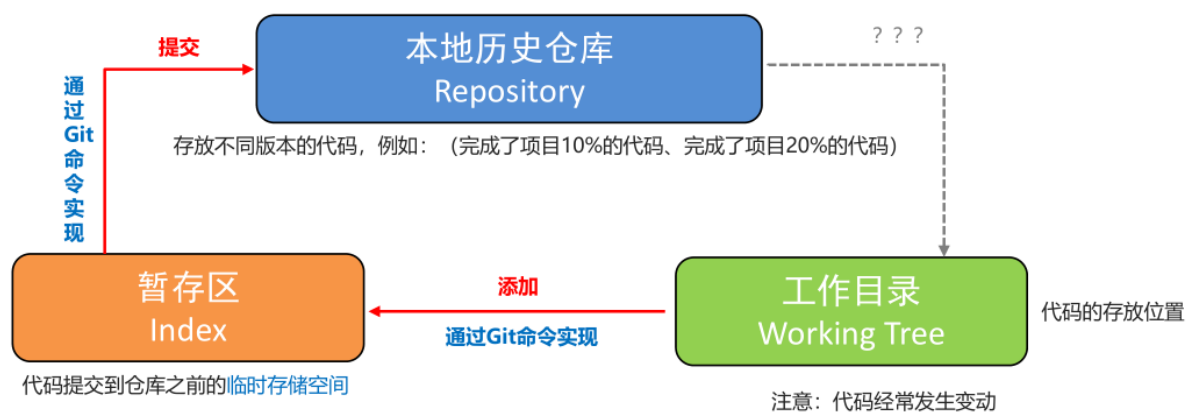 本地历史仓库
Repository
提交
？？？
通过Git命令实现
存放不同版本的代码，例如：（完成了项目10%的代码、完成了项目20%的代码）
暂存区
Index
添加
通过Git命令实现
工作目录
Working Tree
代码的存放位置
代码提交到仓库之前的临时存储空间
注意：代码经常发生变动